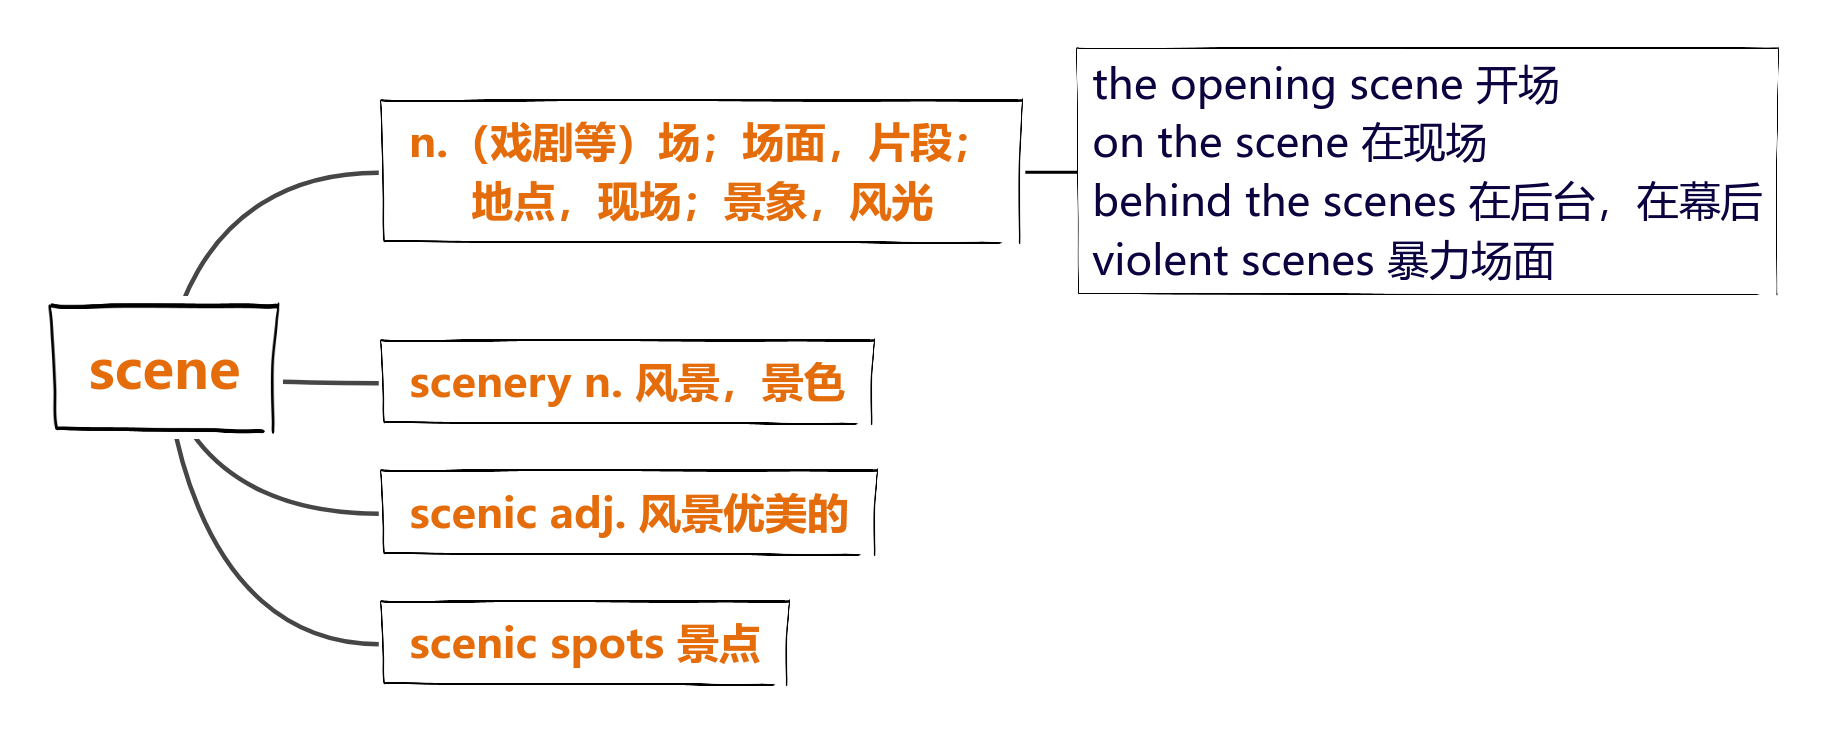 scene
n.（戏剧等）场；场面，片段；
地点，现场；景象，风光
the opening scene 开场
on the scene 在现场
behind the scenes 在后台，在幕后
violent scenes 暴力场面
scenery n. 风景，景色
scenic adj. 风景优美的
scenic spots 景点